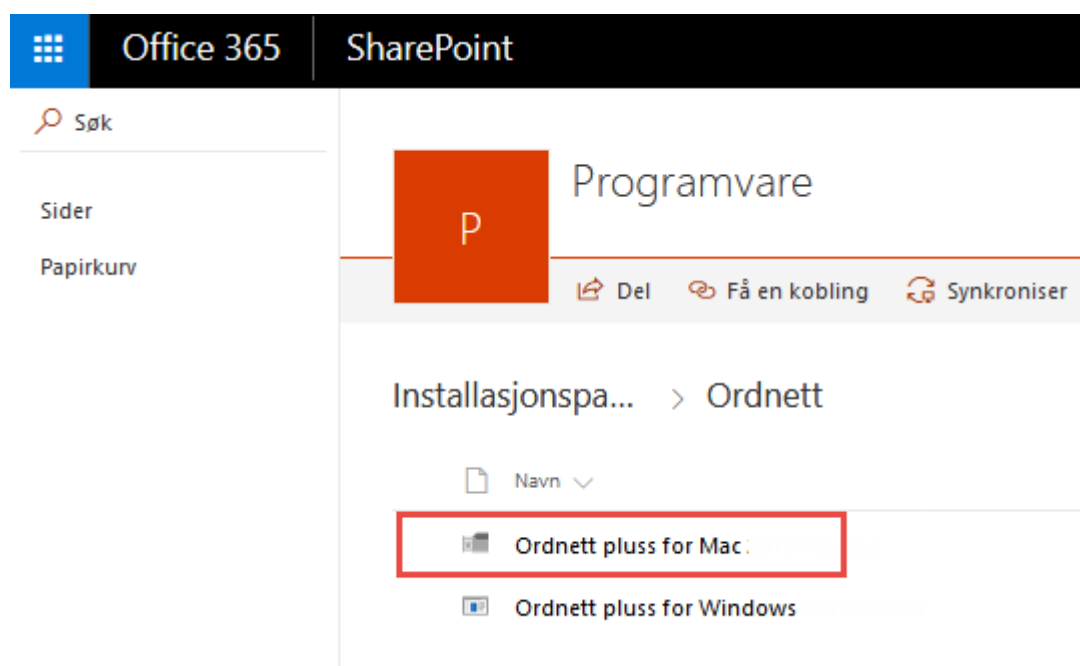 Office 365 SharePoint
Søk
Sider
Papirkurv
P
Programvare
Del Få en kobling Synkroniser
Installasjonspa... > Ordnett
Navn
Ordnett pluss for Mac
Ordnett pluss for Windows